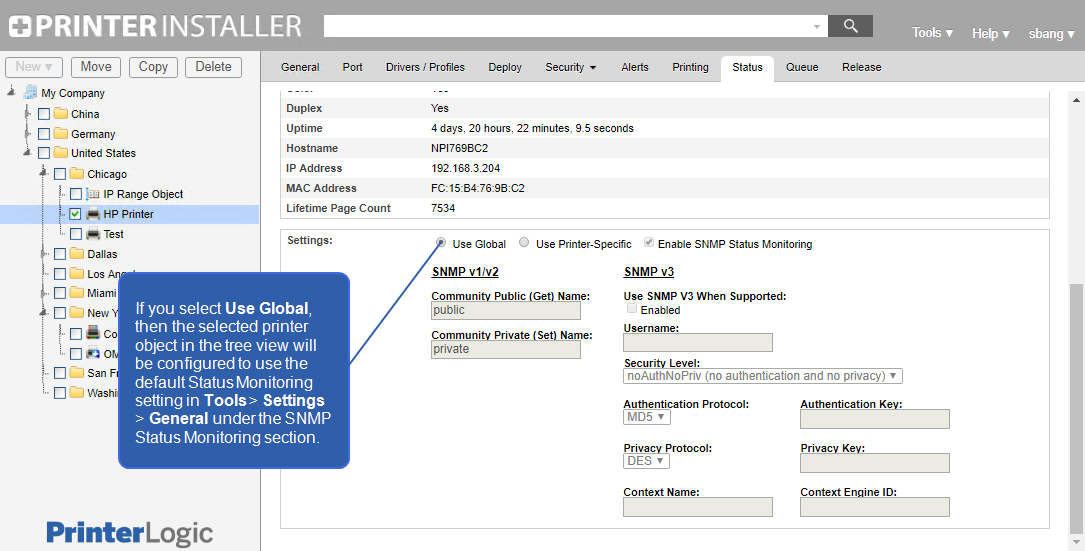 PRINTER INSTALLER
Tools ▾ Help ▾ sbang ▾
New ▾ Move Copy Delete
General Port Drivers / Profiles Deploy Security ▾ Alerts Printing Status Queue Release
My Company
China
Germany
United States
Chicago
IP Range Object
HP Printer
Test
Dallas
Los Ang
Miami
New Y
Co
OM
San Fr
Washi
Duplex Yes
Uptime 4 days, 20 hours, 22 minutes, 9.5 seconds
Hostname NPI769BC2
IP Address 192.168.3.204
MAC Address FC:15:B4:76:9B:C2
Lifetime Page Count 7534
Settings: Use Global Use Printer-Specific Enable SNMP Status Monitoring
SNMP v1/v2
Community Public (Get) Name:
public
Community Private (Set) Name:
private
SNMP v3
Use SNMP V3 When Supported:
Enabled
Username:
Security Level:
noAuthNoPriv (no authentication and no privacy) ▾
Authentication Protocol: Authentication Key:
MD5 ▾
Privacy Protocol: Privacy Key:
DES ▾
Context Name: Context Engine ID:
If you select Use Global,
then the selected printer
object in the tree view will
be configured to use the
default Status Monitoring
setting in Tools > Settings
> General under the SNMP
Status Monitoring section.
PrinterLogic